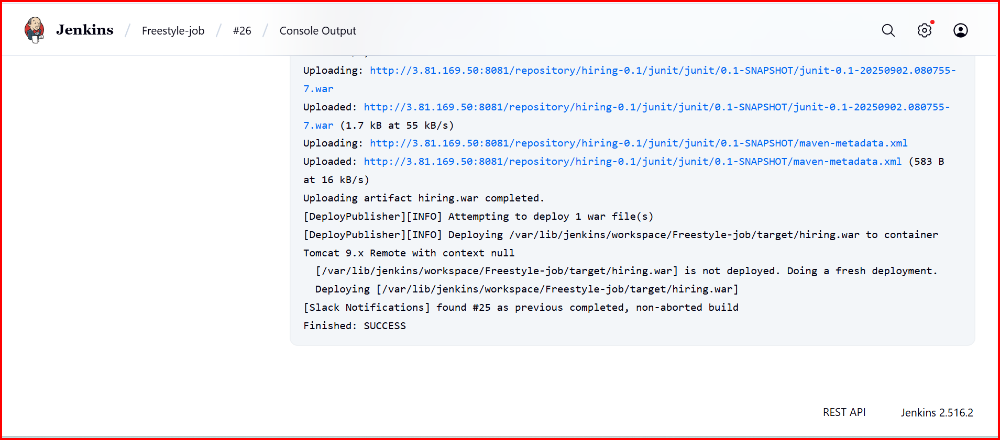 Jenkins / Freestyle-job / #26 / Console Output
Uploading: http://3.81.169.50:8081/repository/hiring-0.1/junit/junit/0.1-SNAPSHOT/junit-0.1-20250902.080755-
7.war
Uploaded: http://3.81.169.50:8081/repository/hiring-0.1/junit/junit/0.1-SNAPSHOT/junit-0.1-20250902.080755-
7.war (1.7 kB at 55 kB/s)
Uploading: http://3.81.169.50:8081/repository/hiring-0.1/junit/junit/0.1-SNAPSHOT/maven-metadata.xml
Uploaded: http://3.81.169.50:8081/repository/hiring-0.1/junit/junit/0.1-SNAPSHOT/maven-metadata.xml (583 B
at 16 kB/s)
Uploading artifact hiring.war completed.
[DeployPublisher][INFO] Attempting to deploy 1 war file(s)
[DeployPublisher][INFO] Deploying /var/lib/jenkins/workspace/Freestyle-job/target/hiring.war to container
Tomcat 9.x Remote with context null
[/var/lib/jenkins/workspace/Freestyle-job/target/hiring.war] is not deployed. Doing a fresh deployment.
Deploying [/var/lib/jenkins/workspace/Freestyle-job/target/hiring.war]
[Slack Notifications] found #25 as previous completed, non-aborted build
Finished: SUCCESS
REST API
Jenkins 2.516.2